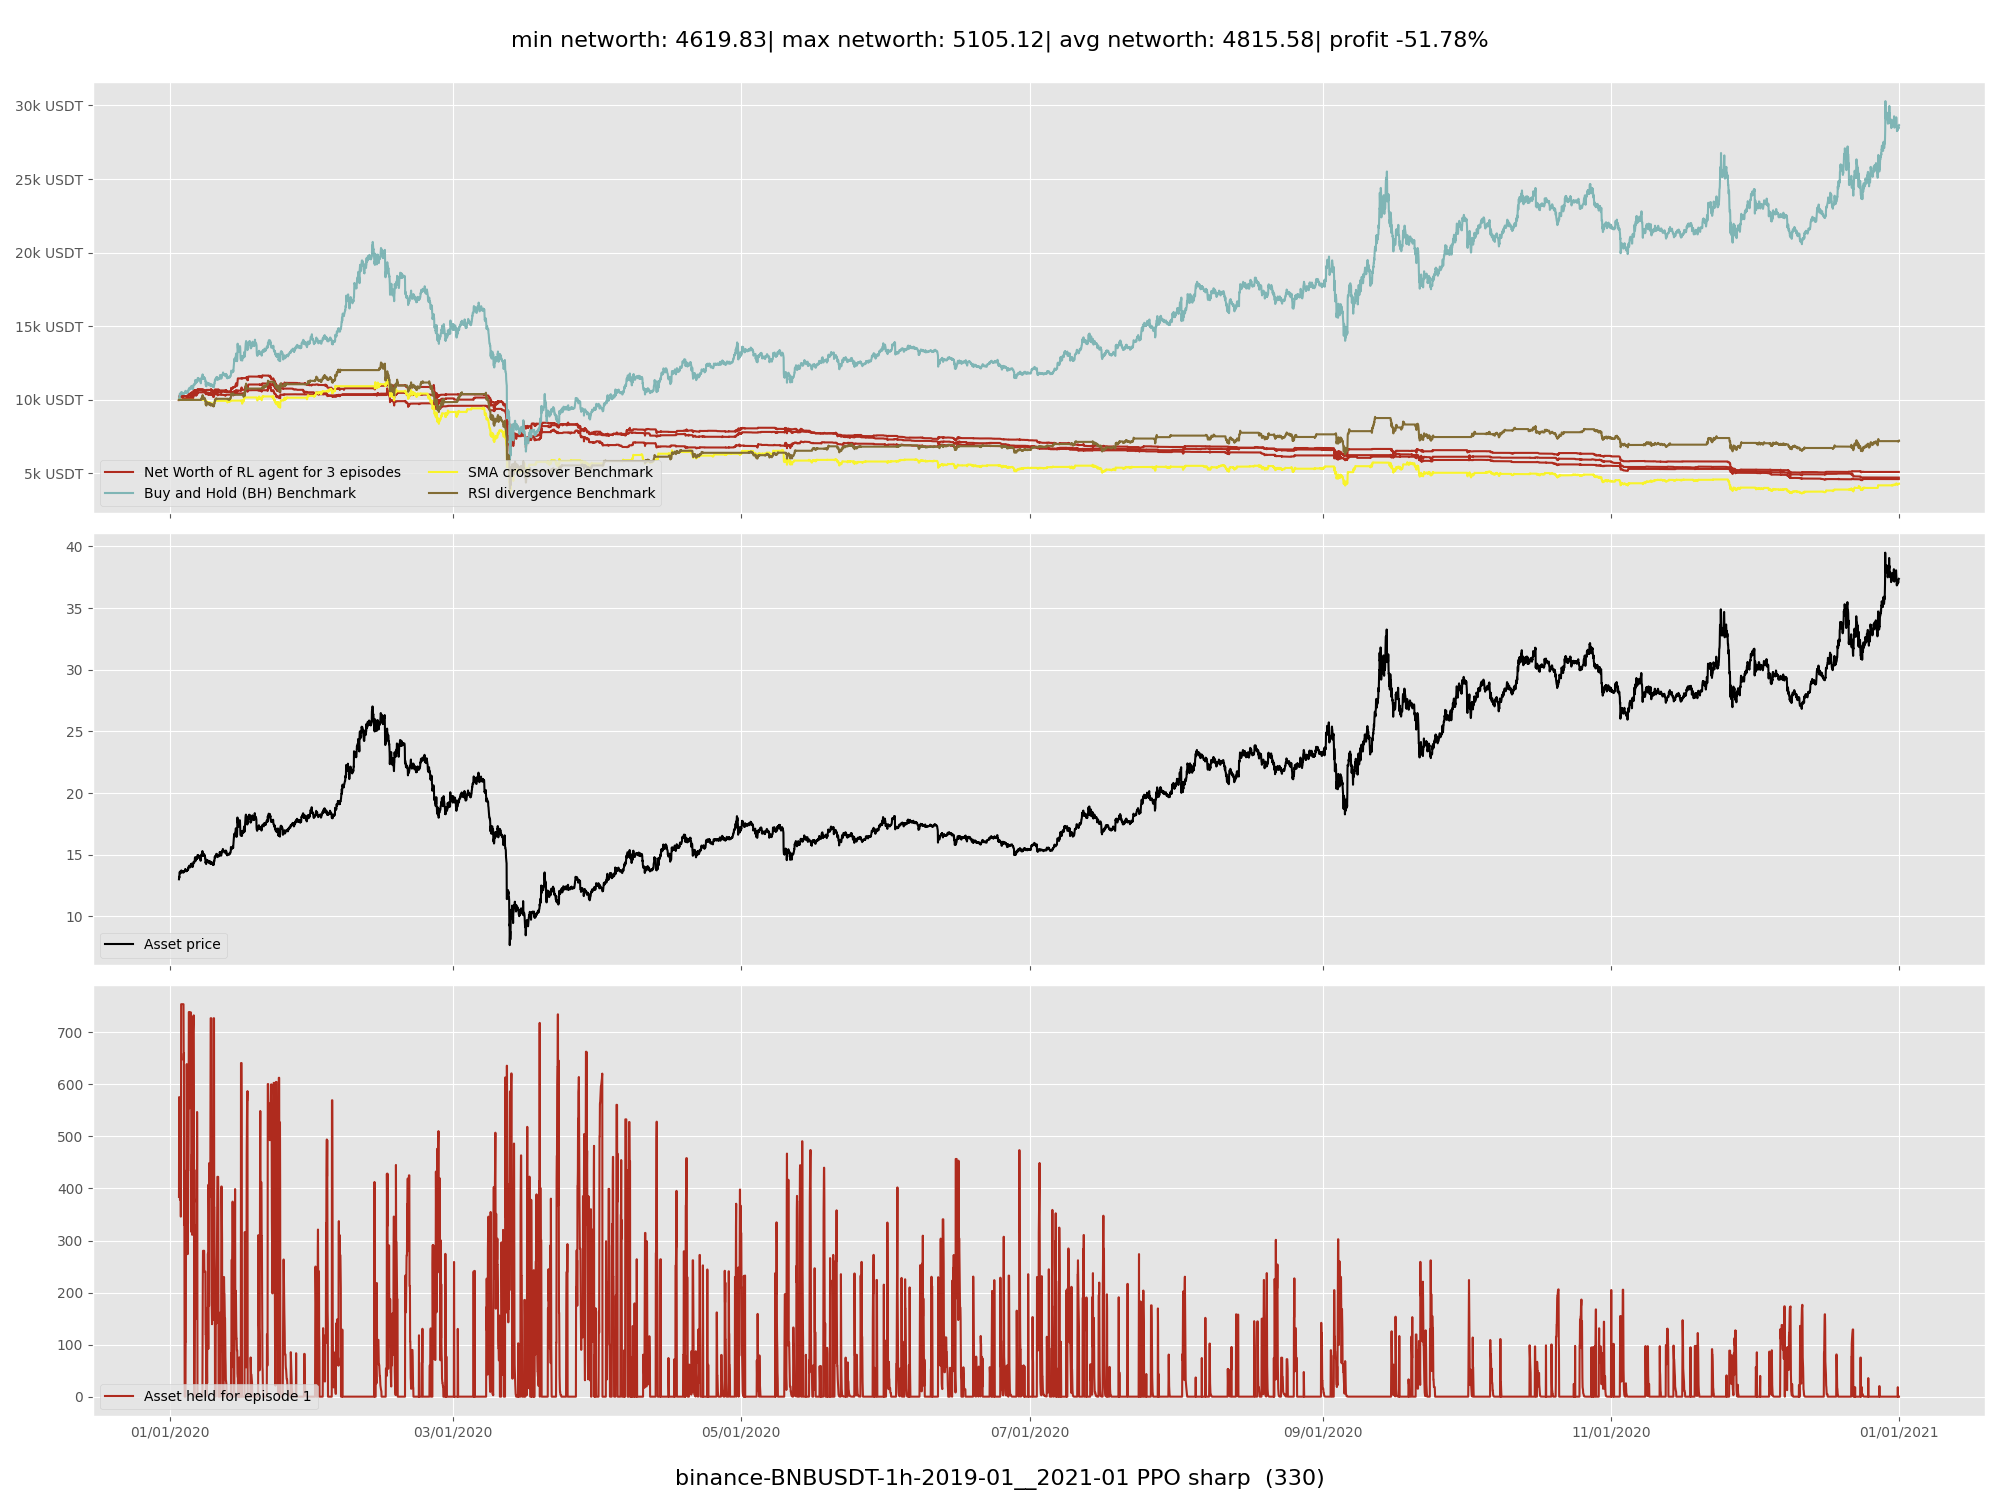 min networth: 4619.83| max networth: 5105.12| avg networth: 4815.58| profit -51.78%
30k USDT
25k USDT
20k USDT
15k USDT
10k USDT
5k USDT
Net Worth of RL agent for 3 episodes
Buy and Hold (BH) Benchmark
SMA crossover Benchmark
RSI divergence Benchmark
40
35
30
25
20
15
10
Asset price
700
600
500
400
300
200
100
0
Asset held for episode 1
01/01/2020 03/01/2020 05/01/2020 07/01/2020 09/01/2020 11/01/2020 01/01/2021
binance-BNBUSDT-1h-2019-01__2021-01 PPO sharp (330)